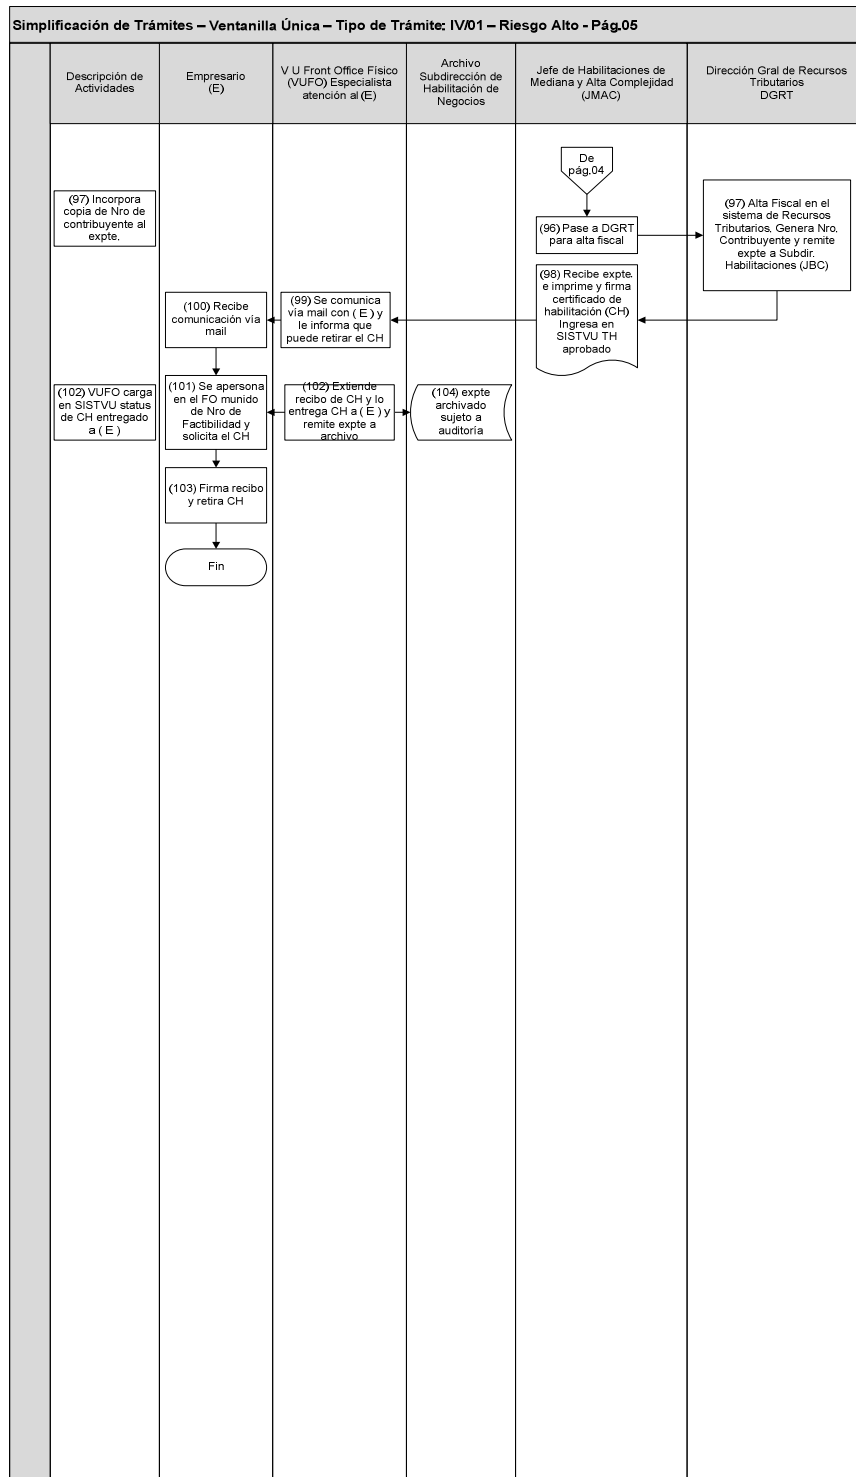 Simplificación de Trámites – Ventanilla Única – Tipo de Trámite: IV/01 – Riesgo Alto - Pág.05
Descripción de
Actividades
Empresario
(E)
V U Front Office Físico
(VUFO) Especialista
atención al (E)
Archivo
Subdirección de
Habilitación de
Negocios
Jefe de Habilitaciones de
Mediana y Alta Complejidad
(JMAC)
Dirección Gral de Recursos
Tributarios
DGRT
De
pág.04
(97) Incorpora
copia de Nro de
contribuyente al
expte.
(96) Pase a DGRT
para alta fiscal
(97) Alta Fiscal en el
sistema de Recursos
Tributarios, Genera Nro.
Contribuyente y remite
expte a Subdir.
Habilitaciones (JBC)
(98) Recibe expte.
e imprime y firma
certificado de
habilitación (CH)
Ingresa en
SISTVU TH
aprobado
(99) Se comunica
vía mail con ( E ) y
le informa que
puede retirar el CH
(100) Recibe
comunicación vía
mail
(102) VUFO carga
en SISTVU status
de CH entregado
a ( E )
(101) Se apersona
en el FO munido
de Nro de
Factibilidad y
solicita el CH
(102) Extiende
recibo de CH y lo
entrega CH a ( E ) y
remite expte a
archivo
(104) expte
archivado
sujeto a
auditoría
(103) Firma recibo
y retira CH
Fin